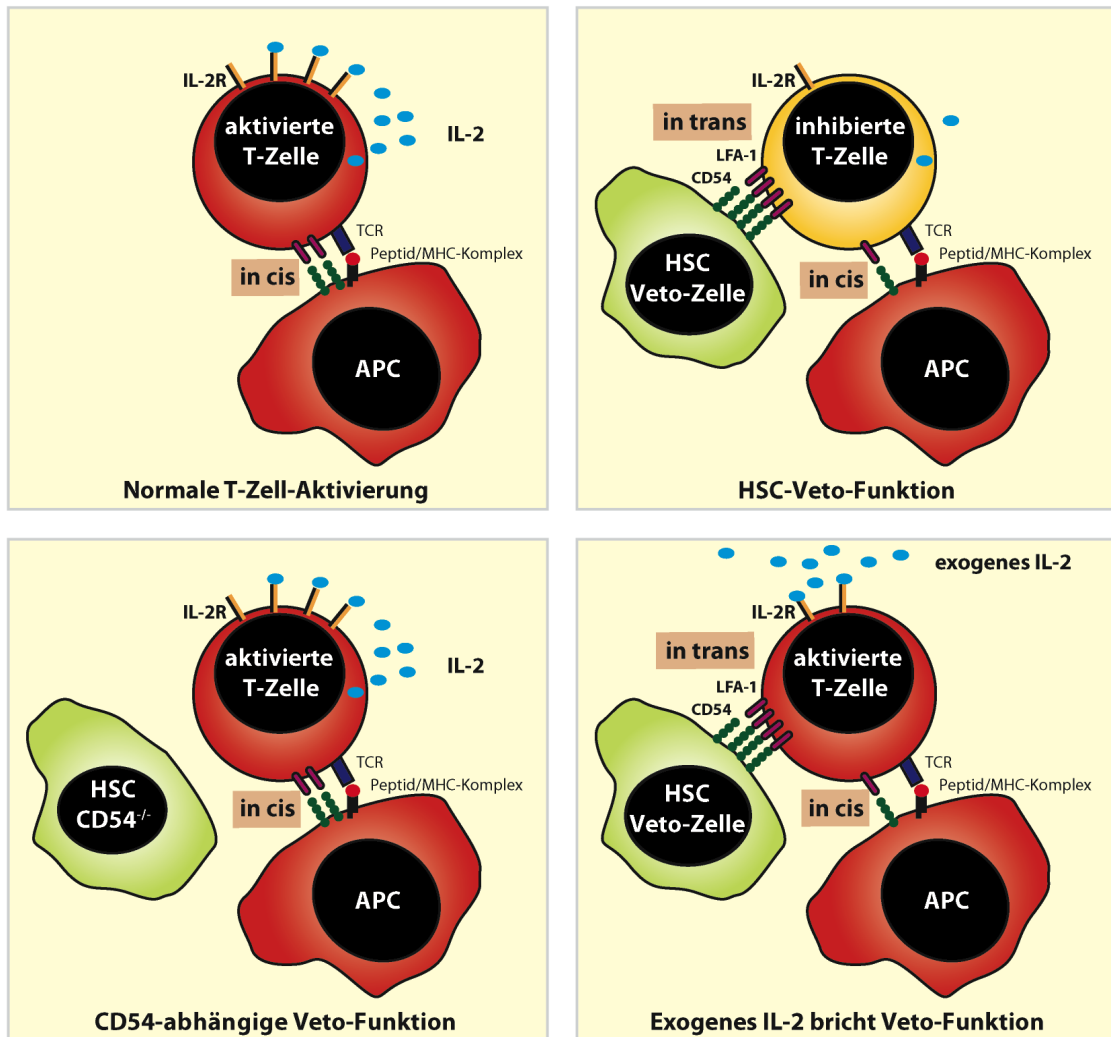 IL-2R
aktivierte
T-Zelle
IL-2
TCR
Peptid/MHC-Komplex
in cis
APC
Normale T-Zell-Aktivierung
IL-2R
in trans
inhibierte
T-Zelle
LFA-1
CD54
HSC
Veto-Zelle
TCR
Peptid/MHC-Komplex
in cis
APC
HSC-Veto-Funktion
IL-2R
aktivierte
T-Zelle
IL-2
HSC
CD54-/-
TCR
Peptid/MHC-Komplex
in cis
APC
CD54-abhängige Veto-Funktion
exogenes IL-2
IL-2R
in trans
aktivierte
T-Zelle
LFA-1
CD54
HSC
Veto-Zelle
TCR
Peptid/MHC-Komplex
in cis
APC
Exogenes IL-2 bricht Veto-Funktion